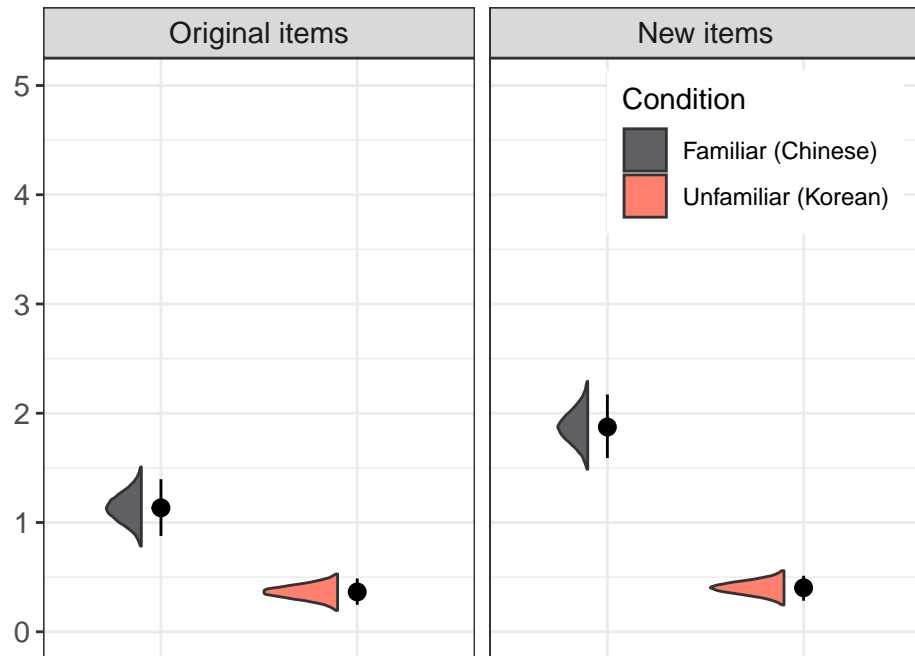 Original items
New items
5
4
3
2
1
0
Condition
Familiar (Chinese)
Unfamiliar (Korean)